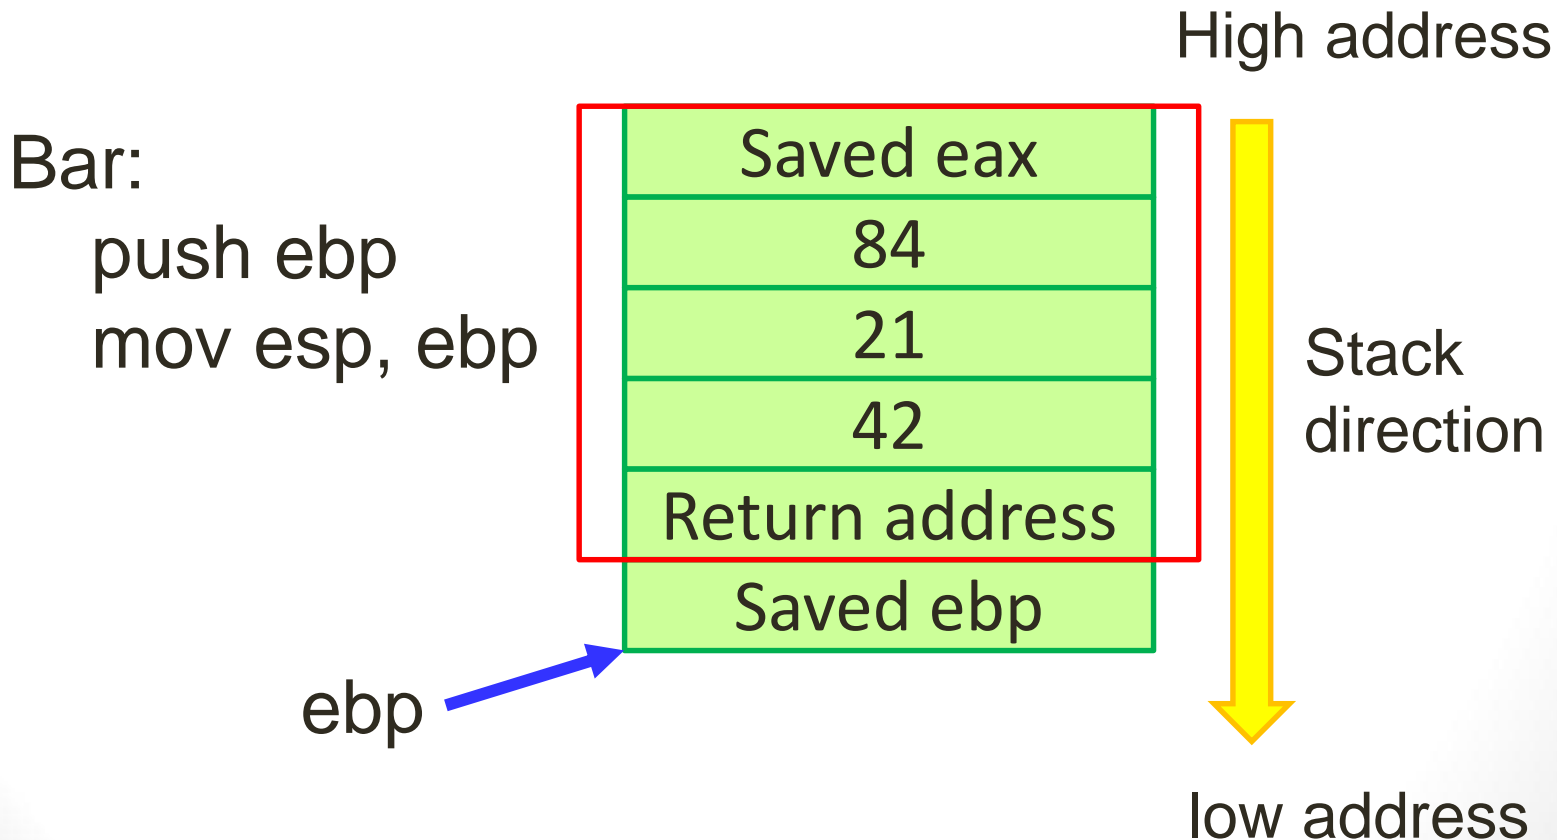 High address
Bar:
push ebp
mov esp, ebp
Saved eax
84
21
42
Return address
Saved ebp
ebp
Stack
direction
low address